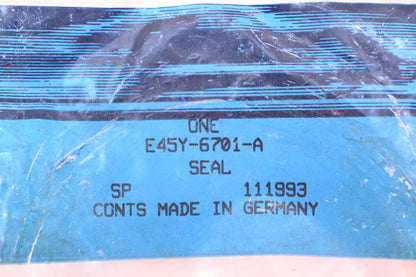 ONE
E45Y-6701-A
SEAL
SP 111993
CONTS MADE IN GERMANY